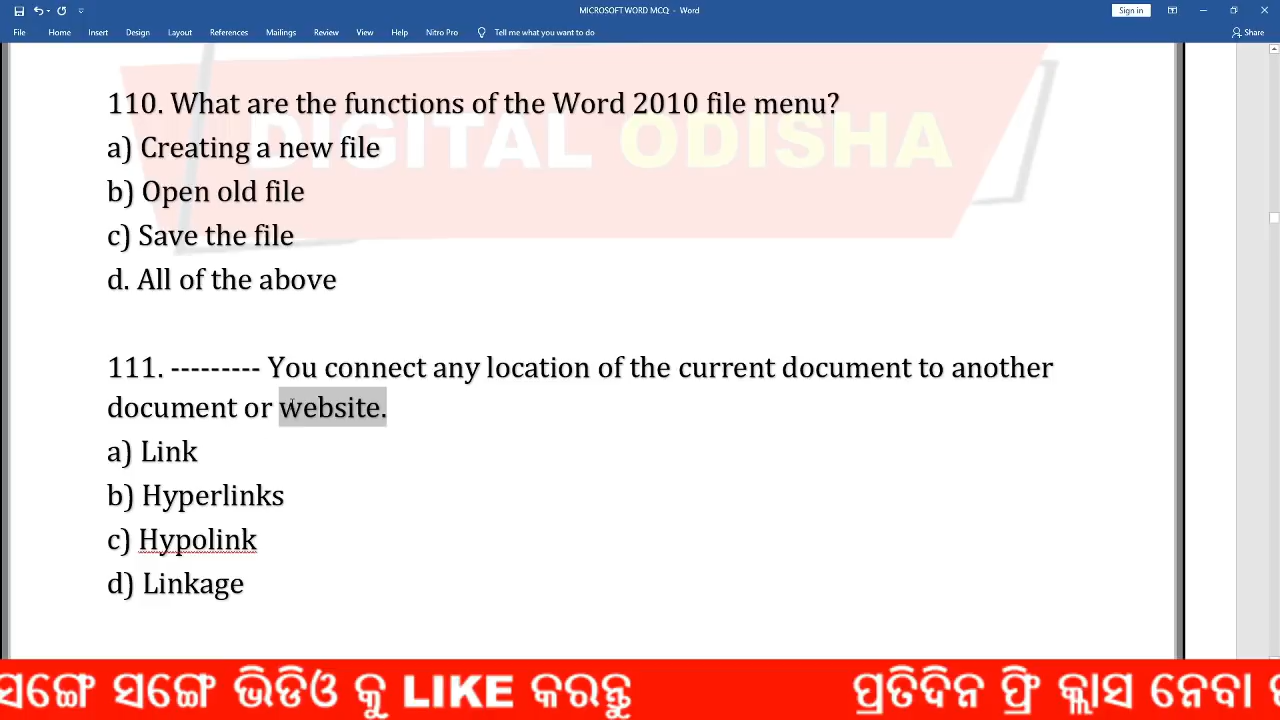 MICROSOFT WORD MCQ - Word
Sign in
File Home Insert Design Layout References Mailings Review View Help Nitro Pro Tell me what you want to do Share
DIGITAL ODISHA
110. What are the functions of the Word 2010 file menu?
a) Creating a new file
b) Open old file
c) Save the file
d. All of the above
111. --------- You connect any location of the current document to another
document or website.
a) Link
b) Hyperlinks
c) Hypolink
d) Linkage
ସଙ୍ଗେ ସଙ୍ଗେ ଭିଡିଓ କୁ LIKE କରନ୍ତୁ ପ୍ରତିଦିନ ଫ୍ରି କ୍ଲାସ ନେବା